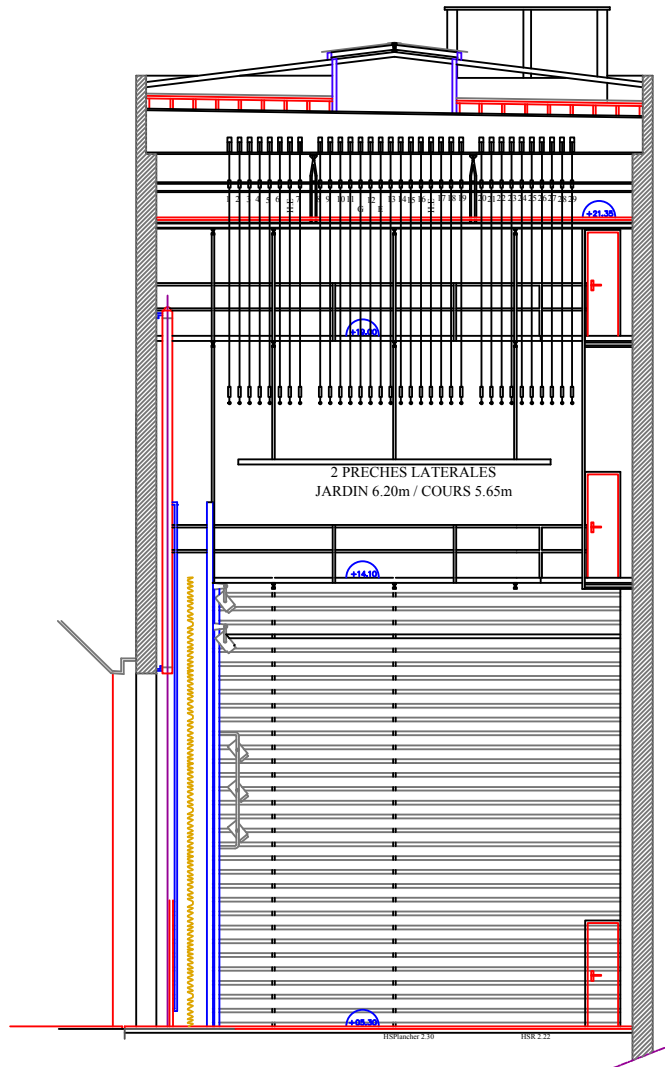 +21.35
1 2 3 4 5 6 7 8 9 10 11 12 13 14 15 16 17 18 19 20 21 22 23 24 25 26 27 28 29
G
2 PRECHES LATERALES
JARDIN 6.20m / COURS 5.65m
+14.10
+05.30
HSPlancher 2.30 HSR 2.22